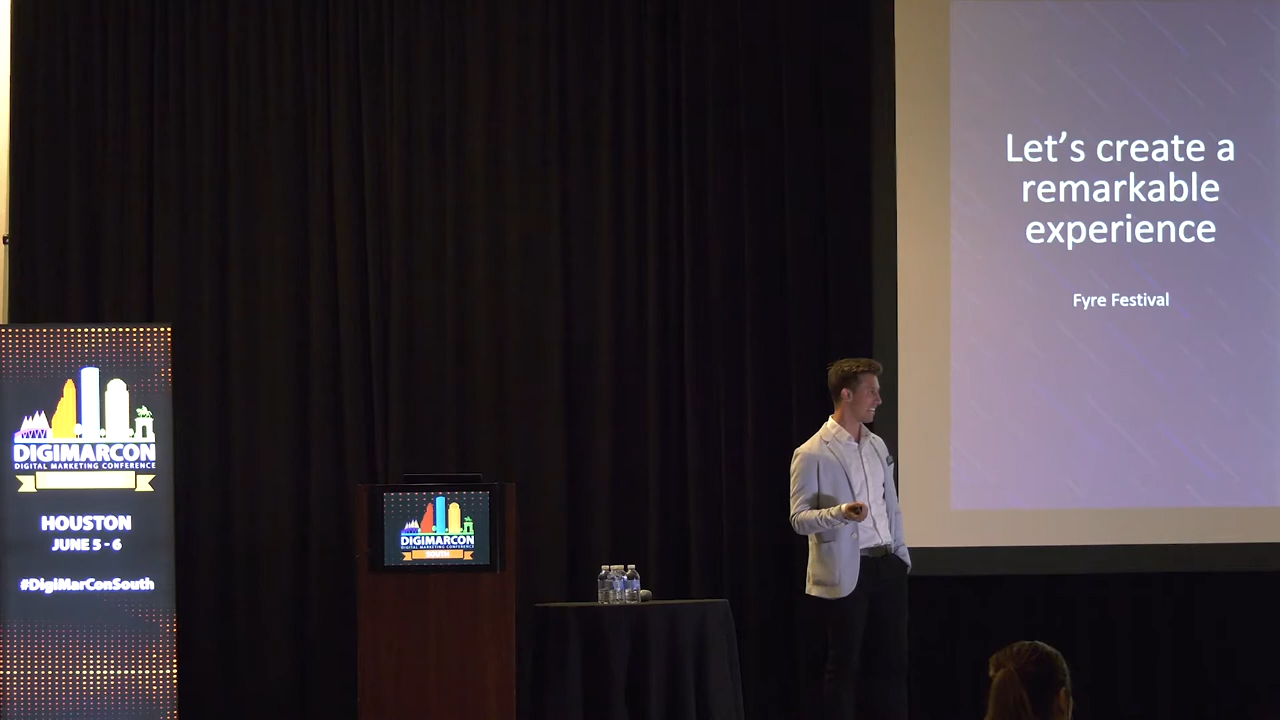 Let's create a
remarkable
experience
Fyre Festival
DIGIMARCON
DIGITAL MARKETING CONFERENCE
HOUSTON
JUNE 5 - 6
#DigiMarConSouth
DIGIMARCON
DIGITAL MARKETING CONFERENCE
SOUTH